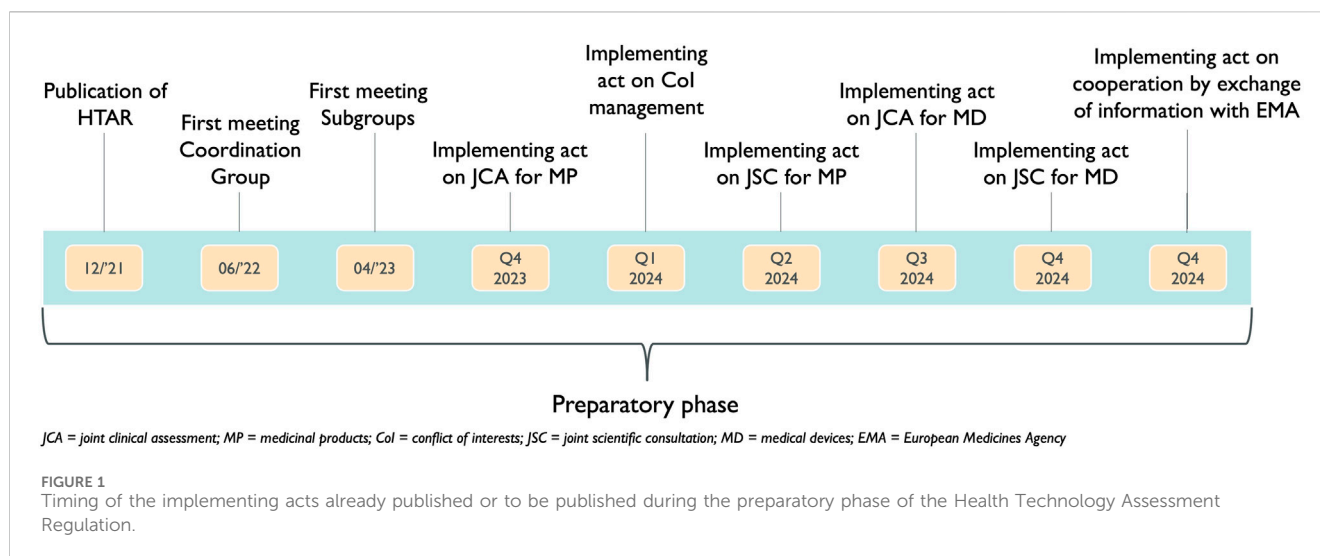 Publication of
HTAR
First meeting
Coordination
Group
First meeting
Subgroups
Implementing act
on JCA for MP
Implementing
act on CoI
management
Implementing act
on JSC for MP
Implementing act
on JCA for MD
Implementing act
on JSC for MD
Implementing act on
cooperation by exchange
of information with EMA
12/'21
06/'22
04/'23
Q4
2023
Q1
2024
Q2
2024
Q3
2024
Q4
2024
Q4
2024
Preparatory phase
JCA = joint clinical assessment; MP = medicinal products; CoI = conflict of interests; JSC = joint scientific consultation; MD = medical devices; EMA = European Medicines Agency
FIGURE 1
Timing of the implementing acts already published or to be published during the preparatory phase of the Health Technology Assessment
Regulation.